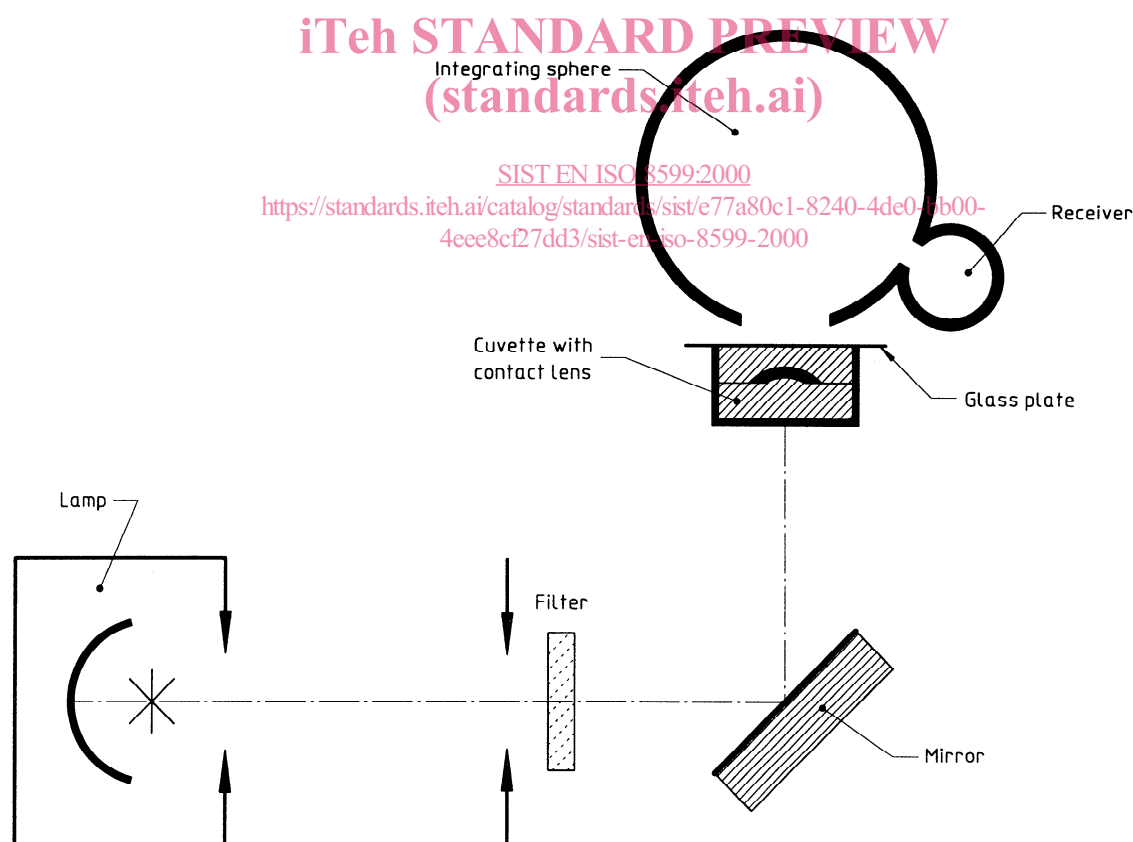 iTeh STANDARD PREVIEW
Integrating sphere
(standards.iteh.ai)
SIST EN ISO 8599:2000
https://standards.iteh.ai/catalog/standards/sist/e77a80c1-8240-4de0-bb00-
4eee8cf27dd3/sist-en-iso-8599-2000
Receiver
Cuvette with
contact lens
Glass plate
Lamp
Filter
Mirror